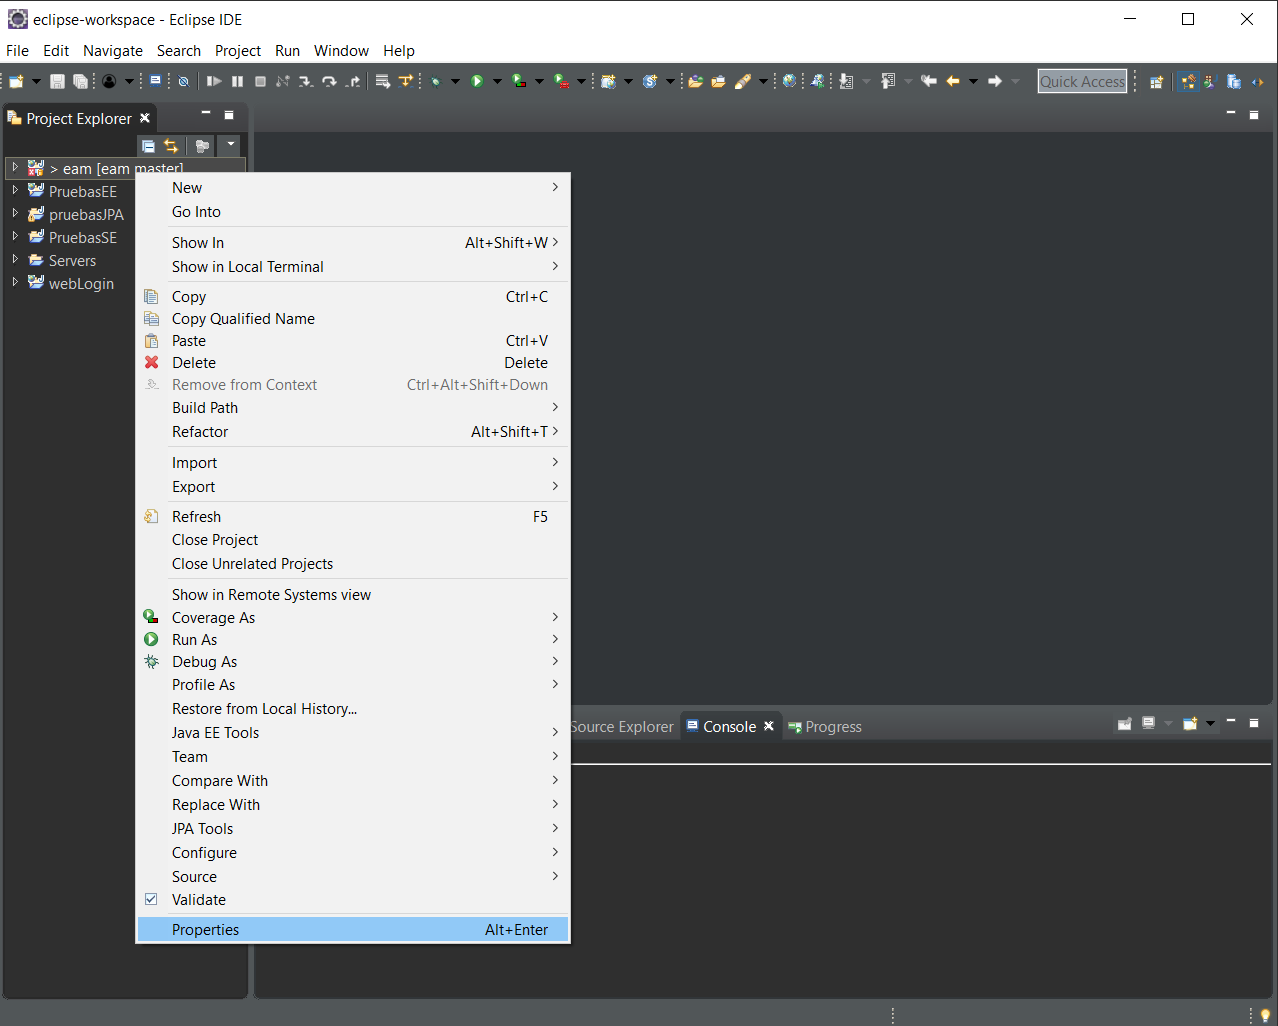 eclipse-workspace - Eclipse IDE
File Edit Navigate Search Project Run Window Help
Quick Access
Project Explorer
> eam [eam master]
PruebasEE
pruebasJPA
PruebasSE
Servers
webLogin
New
Go Into
Show In Alt+Shift+W
Show in Local Terminal
Copy Ctrl+C
Copy Qualified Name
Paste Ctrl+V
Delete Delete
Remove from Context Ctrl+Alt+Shift+Down
Build Path
Refactor Alt+Shift+T
Import
Export
Refresh F5
Close Project
Close Unrelated Projects
Show in Remote Systems view
Coverage As
Run As
Debug As
Profile As
Restore from Local History...
Java EE Tools
Team
Compare With
Replace With
JPA Tools
Configure
Source
Validate
Properties Alt+Enter
Source Explorer Console Progress